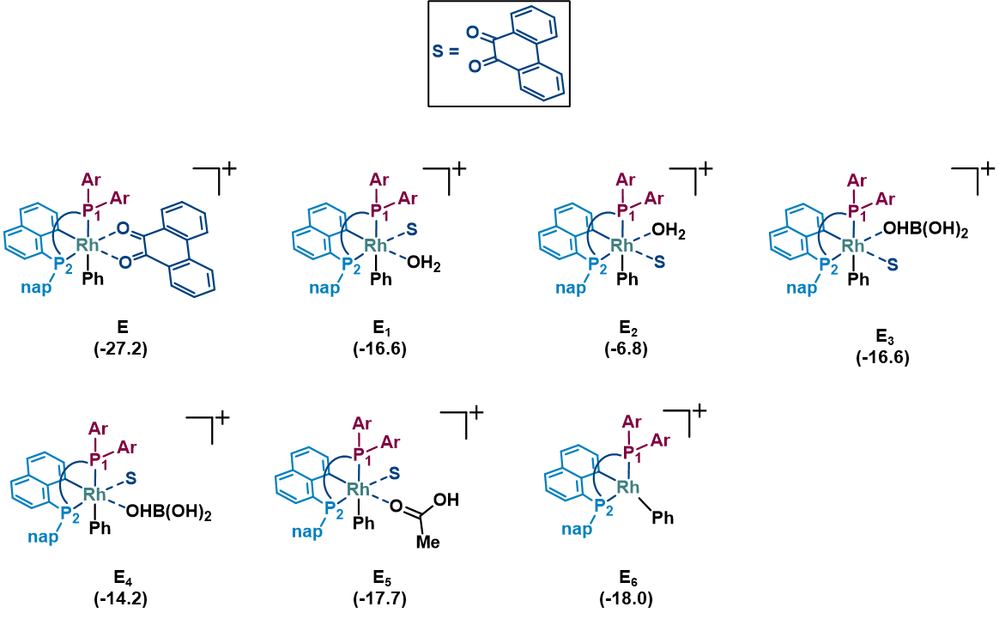 S =
O
O
Ar
Ar
P1
Rh
O
O
P2
Ph
nap
+
E
(-27.2)
Ar
Ar
P1
S
Rh
OH2
P2
Ph
nap
+
E1
(-16.6)
Ar
Ar
P1
OH2
Rh
S
P2
Ph
nap
+
E2
(-6.8)
Ar
Ar
P1
OHB(OH)2
Rh
S
P2
Ph
nap
+
E3
(-16.6)
Ar
Ar
P1
S
Rh
OHB(OH)2
P2
Ph
nap
+
E4
(-14.2)
Ar
Ar
P1
S
Rh
O
OH
P2
Ph
Me
nap
+
E5
(-17.7)
Ar
Ar
P1
Rh
P2
Ph
nap
+
E6
(-18.0)